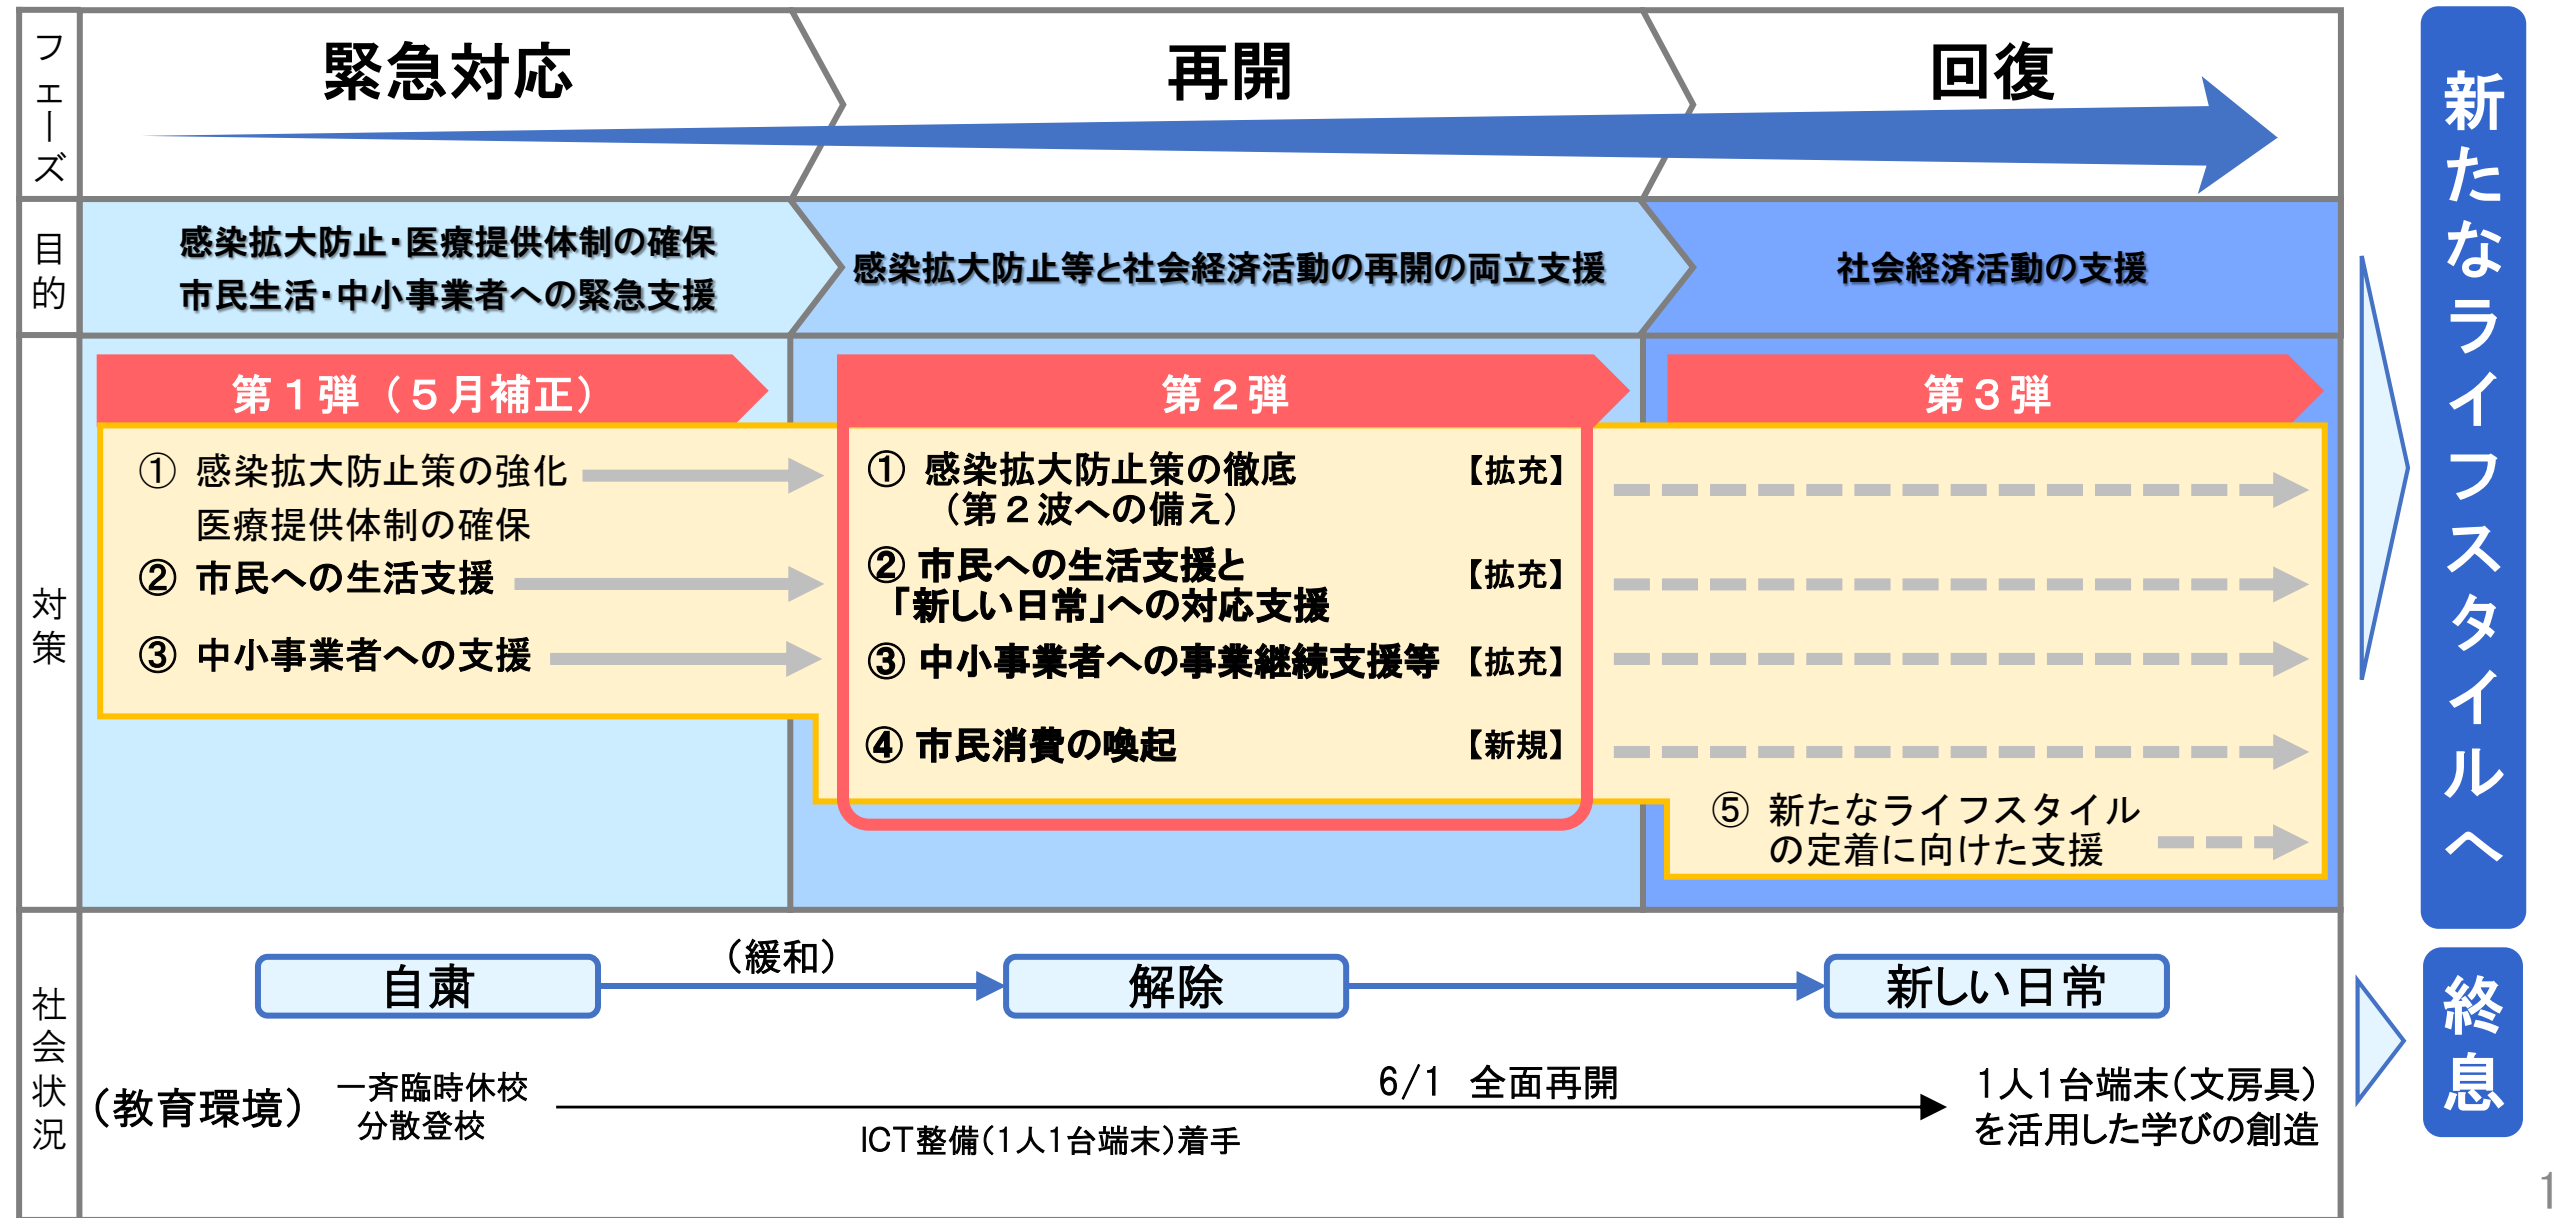 フェーズ
緊急対応
再開
回復
目的
感染拡大防止・医療提供体制の確保
市民生活・中小事業者への緊急支援
感染拡大防止等と社会経済活動の再開の両立支援
社会経済活動の支援
対策
第１弾（５月補正）
① 感染拡大防止策の強化
医療提供体制の確保
② 市民への生活支援
③ 中小事業者への支援
第２弾
① 感染拡大防止策の徹底 【拡充】
（第２波への備え）
② 市民への生活支援と 【拡充】
「新しい日常」への対応支援
③ 中小事業者への事業継続支援等 【拡充】
④ 市民消費の喚起 【新規】
第３弾
⑤ 新たなライフスタイル
の定着に向けた支援
社会状況
自粛
（緩和）
解除
新しい日常
（教育環境）
一斉臨時休校
分散登校
6/1 全面再開
ICT整備（1人1台端末）着手
1人1台端末（文房具）
を活用した学びの創造
新たなライフスタイルへ
終息
1